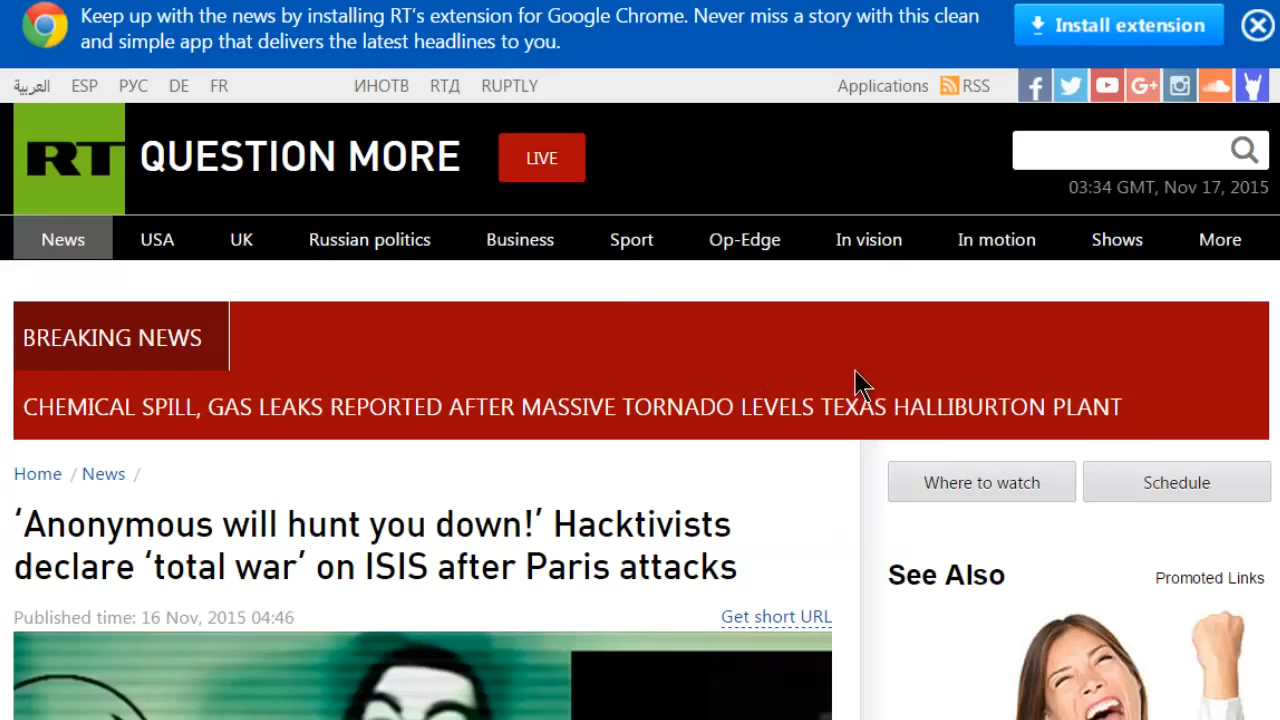 Keep up with the news by installing RT's extension for Google Chrome. Never miss a story with this clean
and simple app that delivers the latest headlines to you.
Install extension
العربية ESP РУС DE FR ИНОТВ RTД RUPTLY Applications RSS
RT QUESTION MORE LIVE
03:34 GMT, Nov 17, 2015
News USA UK Russian politics Business Sport Op-Edge In vision In motion Shows More
BREAKING NEWS
CHEMICAL SPILL, GAS LEAKS REPORTED AFTER MASSIVE TORNADO LEVELS TEXAS HALLIBURTON PLANT
Home / News /
Where to watch Schedule
‘Anonymous will hunt you down!’ Hacktivists
declare ‘total war’ on ISIS after Paris attacks
Published time: 16 Nov, 2015 04:46 Get short URL
See Also Promoted Links